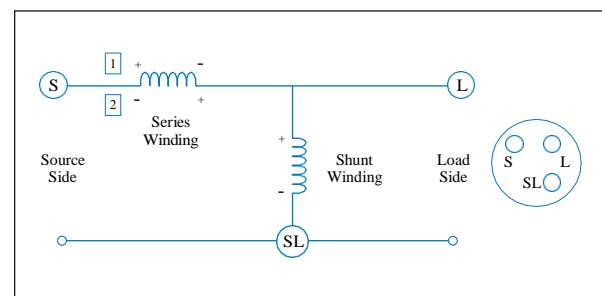 1
+
-
S
L
2
-
+
Series
Winding
Source
Side
+
-
Shunt
Winding
Load
Side
S
L
SL
SL